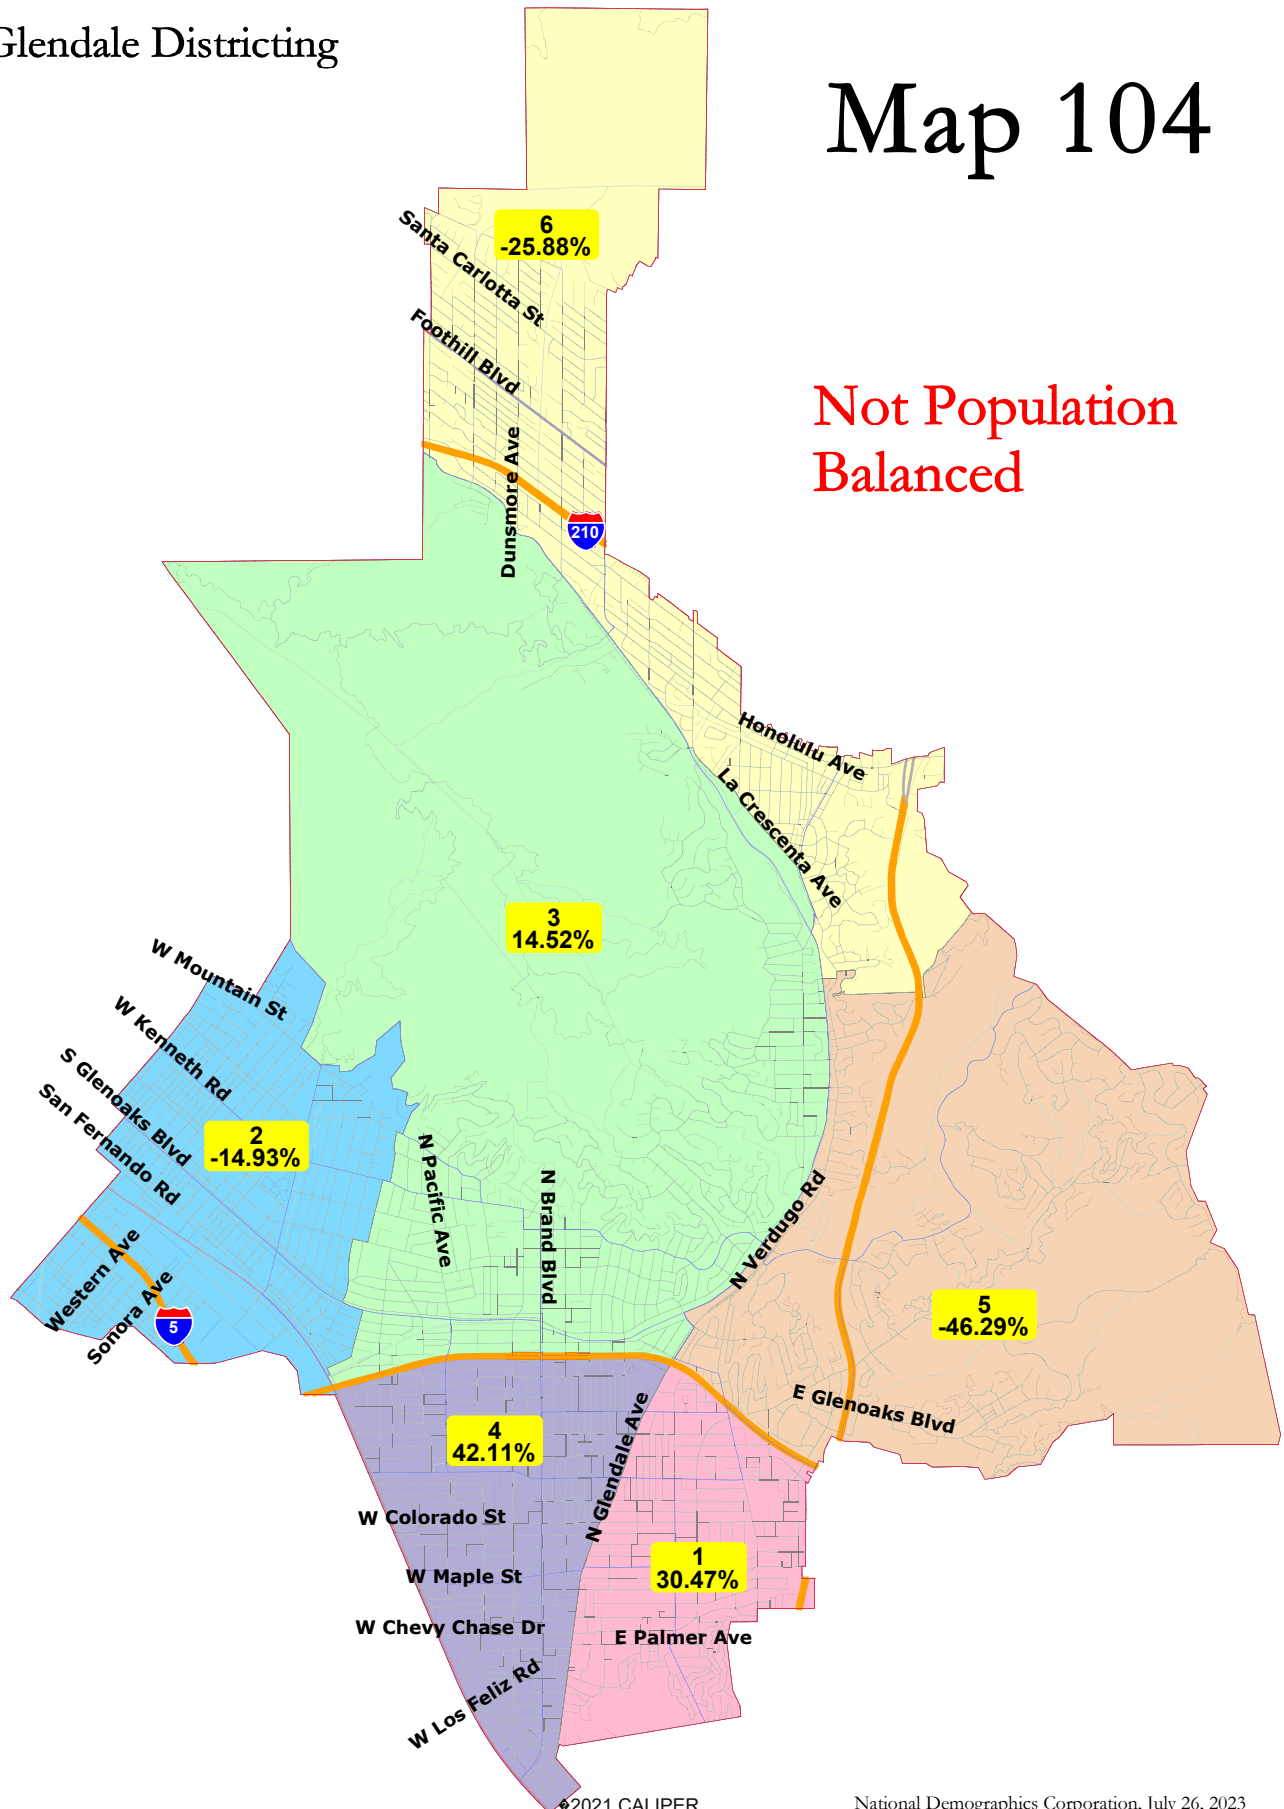 Glendale Districting
Map 104
6
-25.88%
Santa Carlotta St
Foothill Blvd
Not Population
Balanced
Dunsmore Ave
210
Honolulu Ave
La Crescenta Ave
3
14.52%
W Mountain St
W Kenneth Rd
S Glenoaks Blvd
San Fernando Rd
2
-14.93%
N Pacific Ave
N Brand Blvd
N Verdugo Rd
Western Ave
Sonora Ave
5
5
-46.29%
E Glenoaks Blvd
4
42.11%
N Glendale Ave
W Colorado St
1
30.47%
W Maple St
W Chevy Chase Dr
E Palmer Ave
W Los Feliz Rd
�2021 CALIPER
National Demographics Corporation, July 26, 2023